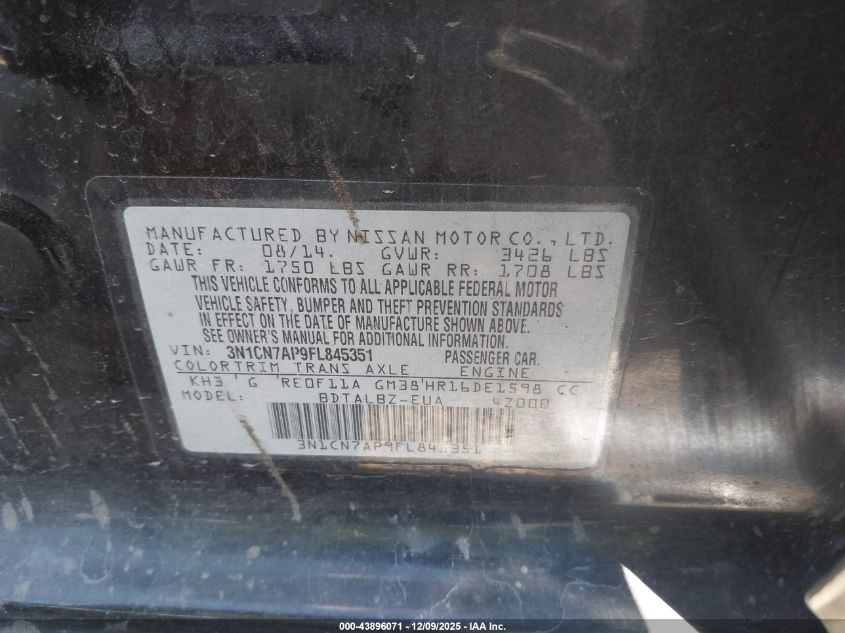 MANUFACTURED BY NISSAN MOTOR CO., LTD.
DATE: 08/14. GVWR: 3426 LBS
GAWR FR: 1750 LBS GAWR RR: 1708 LBS
THIS VEHICLE CONFORMS TO ALL APPLICABLE FEDERAL MOTOR
VEHICLE SAFETY, BUMPER AND THEFT PREVENTION STANDARDS
IN EFFECT ON THE DATE OF MANUFACTURE SHOWN ABOVE.
SEE OWNER'S MANUAL FOR ADDITIONAL INFORMATION.
VIN: 3N1CN7AP9FL845351 PASSENGER CAR.
COLOR TRIM TRANS AXLE ENGINE
KH3 ' G 'RE0F11A GM38'HR16DE1598 CC
MODEL: BDTALBZ-EUA 42000
3N1CN7AP9FL845351
000-43896071 - 12/09/2025 - IAA Inc.